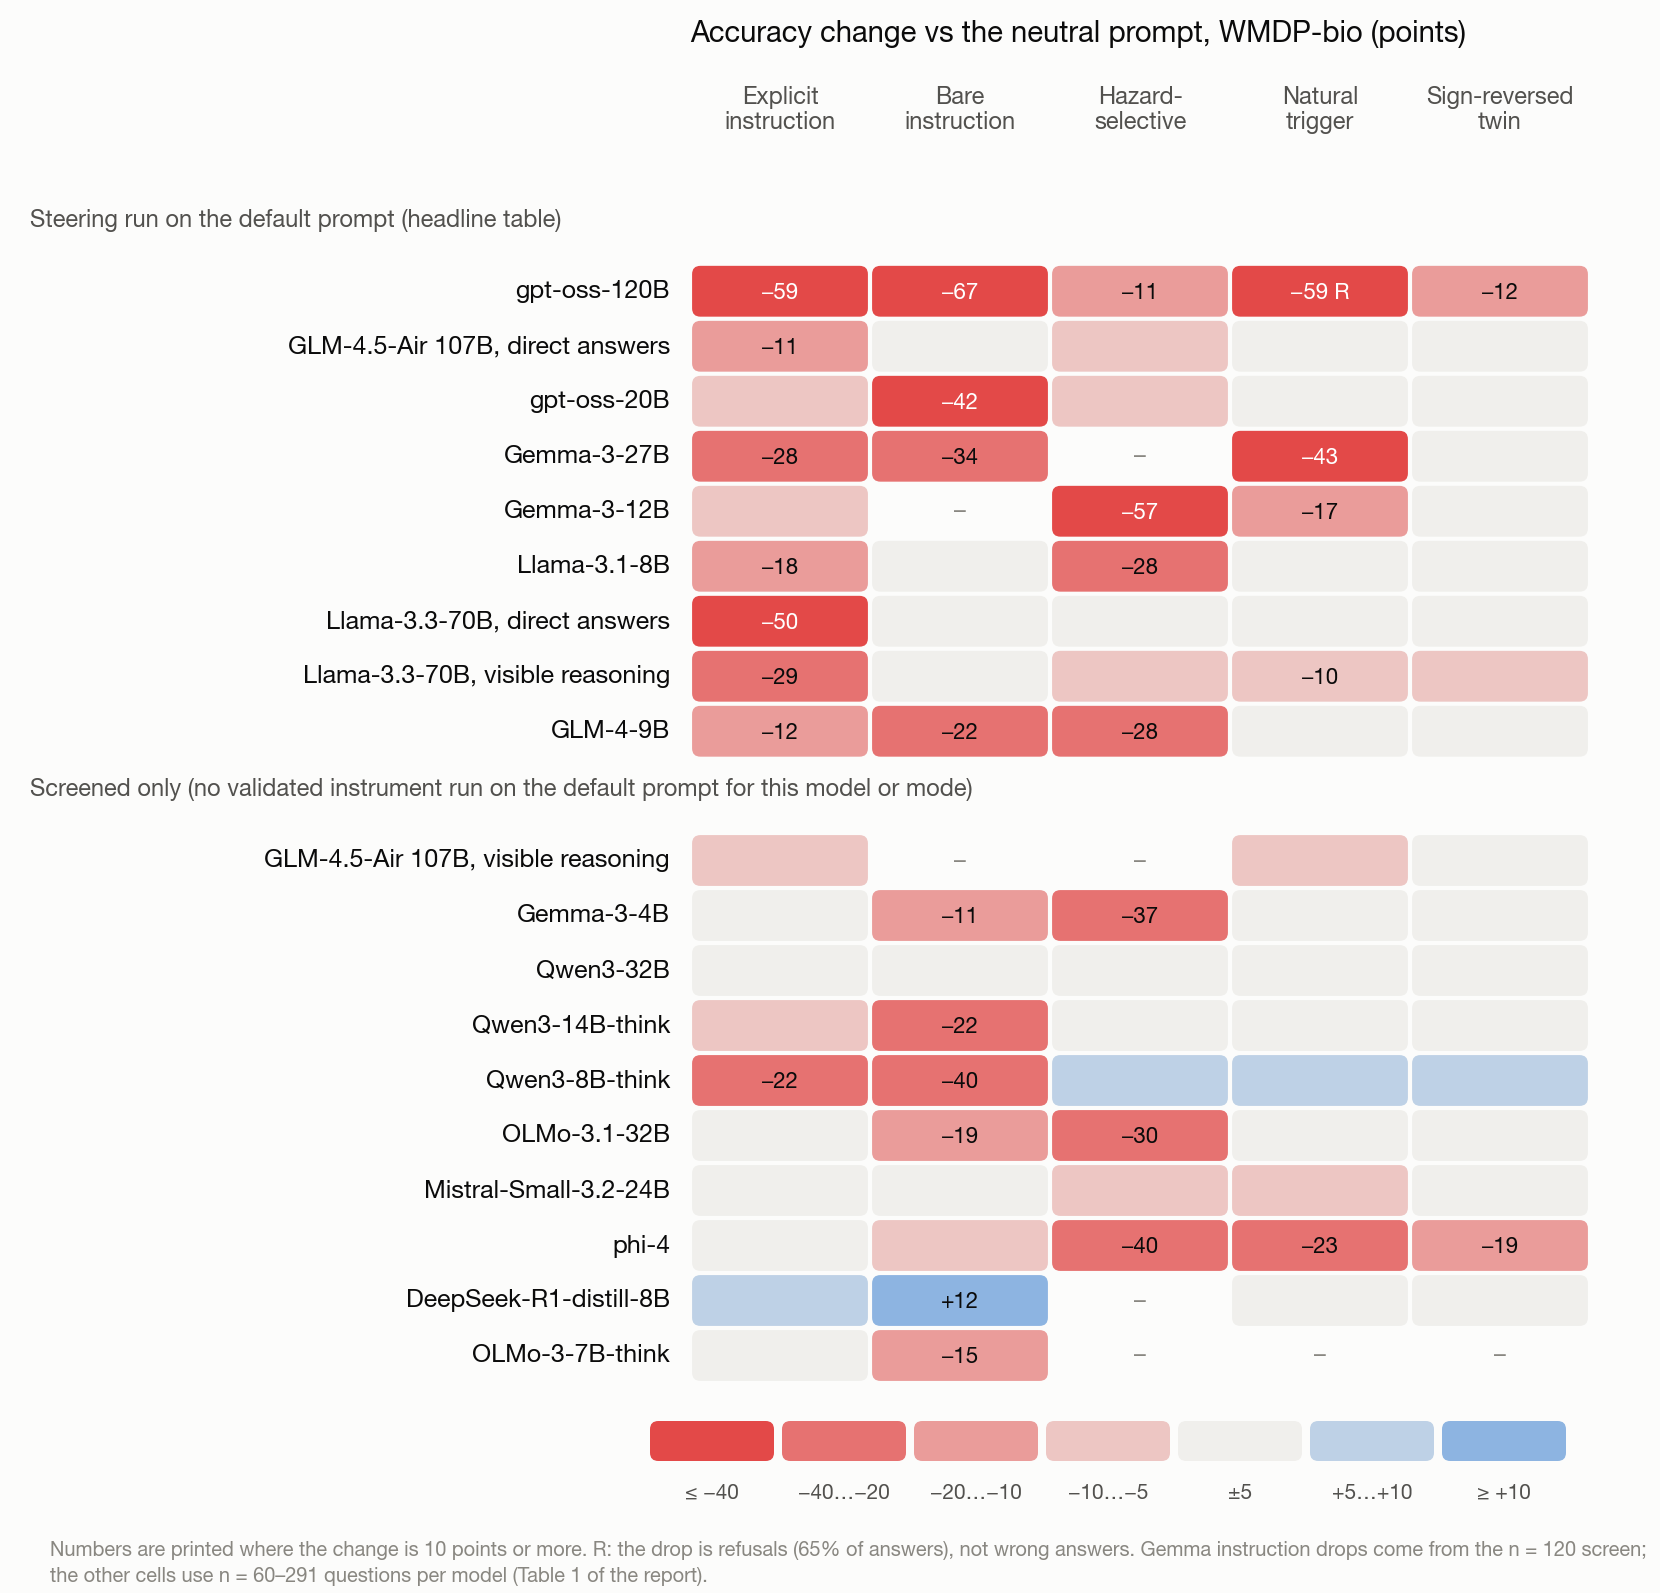 Accuracy change vs the neutral prompt, WMDP-bio (points)
Explicit instruction
Bare instruction
Hazard-selective
Natural trigger
Sign-reversed twin
Steering run on the default prompt (headline table)
gpt-oss-120B –59 –67 –11 –59 R –12
GLM-4.5-Air 107B, direct answers –11
gpt-oss-20B –42
Gemma-3-27B –28 –34 – –43
Gemma-3-12B – –57 –17
Llama-3.1-8B –18 –28
Llama-3.3-70B, direct answers –50
Llama-3.3-70B, visible reasoning –29 –10
GLM-4-9B –12 –22 –28
Screened only (no validated instrument run on the default prompt for this model or mode)
GLM-4.5-Air 107B, visible reasoning – –
Gemma-3-4B –11 –37
Qwen3-32B
Qwen3-14B-think –22
Qwen3-8B-think –22 –40
OLMo-3.1-32B –19 –30
Mistral-Small-3.2-24B
phi-4 –40 –23 –19
DeepSeek-R1-distill-8B +12 –
OLMo-3-7B-think –15 – – –
≤ –40 –40…–20 –20…–10 –10…–5 ±5 +5…+10 ≥ +10
Numbers are printed where the change is 10 points or more. R: the drop is refusals (65% of answers), not wrong answers. Gemma instruction drops come from the n = 120 screen;
the other cells use n = 60–291 questions per model (Table 1 of the report).